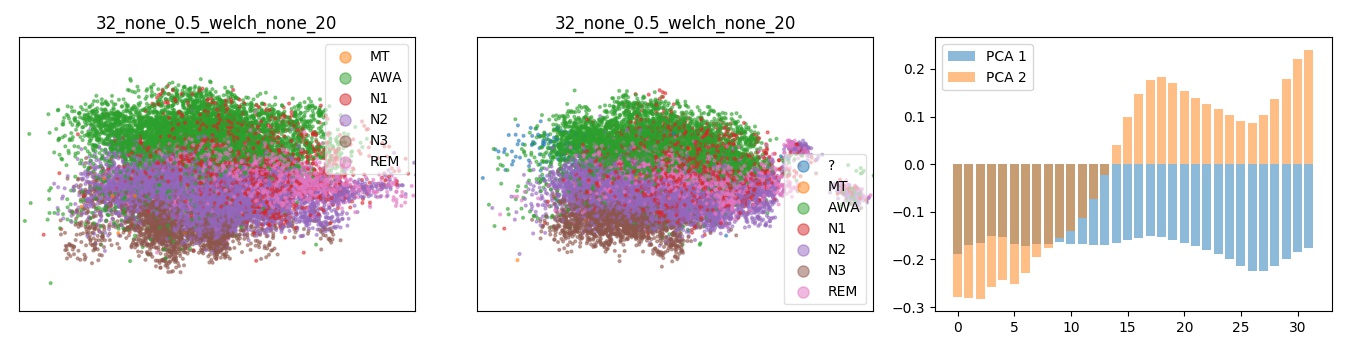 32_none_0.5_welch_none_20
MT
AWA
N1
N2
N3
REM
32_none_0.5_welch_none_20
?
MT
AWA
N1
N2
N3
REM
PCA 1
PCA 2
0.2
0.1
0.0
−0.1
−0.2
−0.3
0 5 10 15 20 25 30